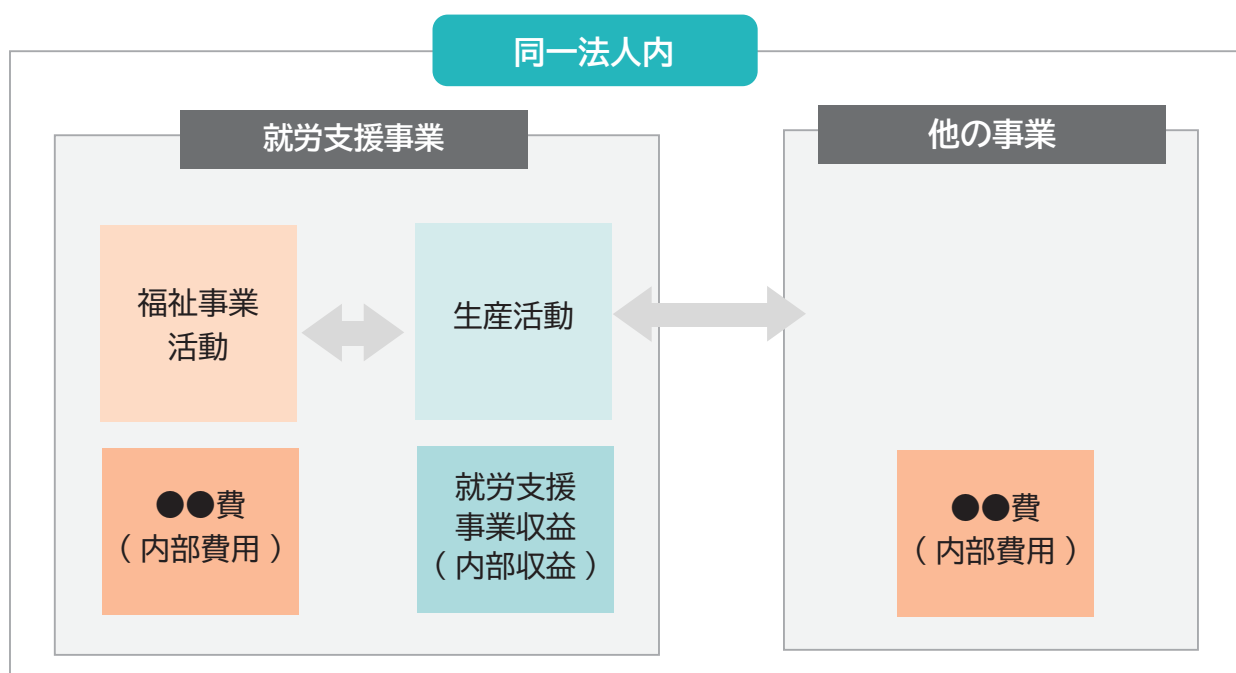 同一法人内
就労支援事業
他の事業
福祉事業
活動
生産活動
●●費
（ 内部費用 ）
就労支援
事業収益
（ 内部収益 ）
●●費
（ 内部費用 ）